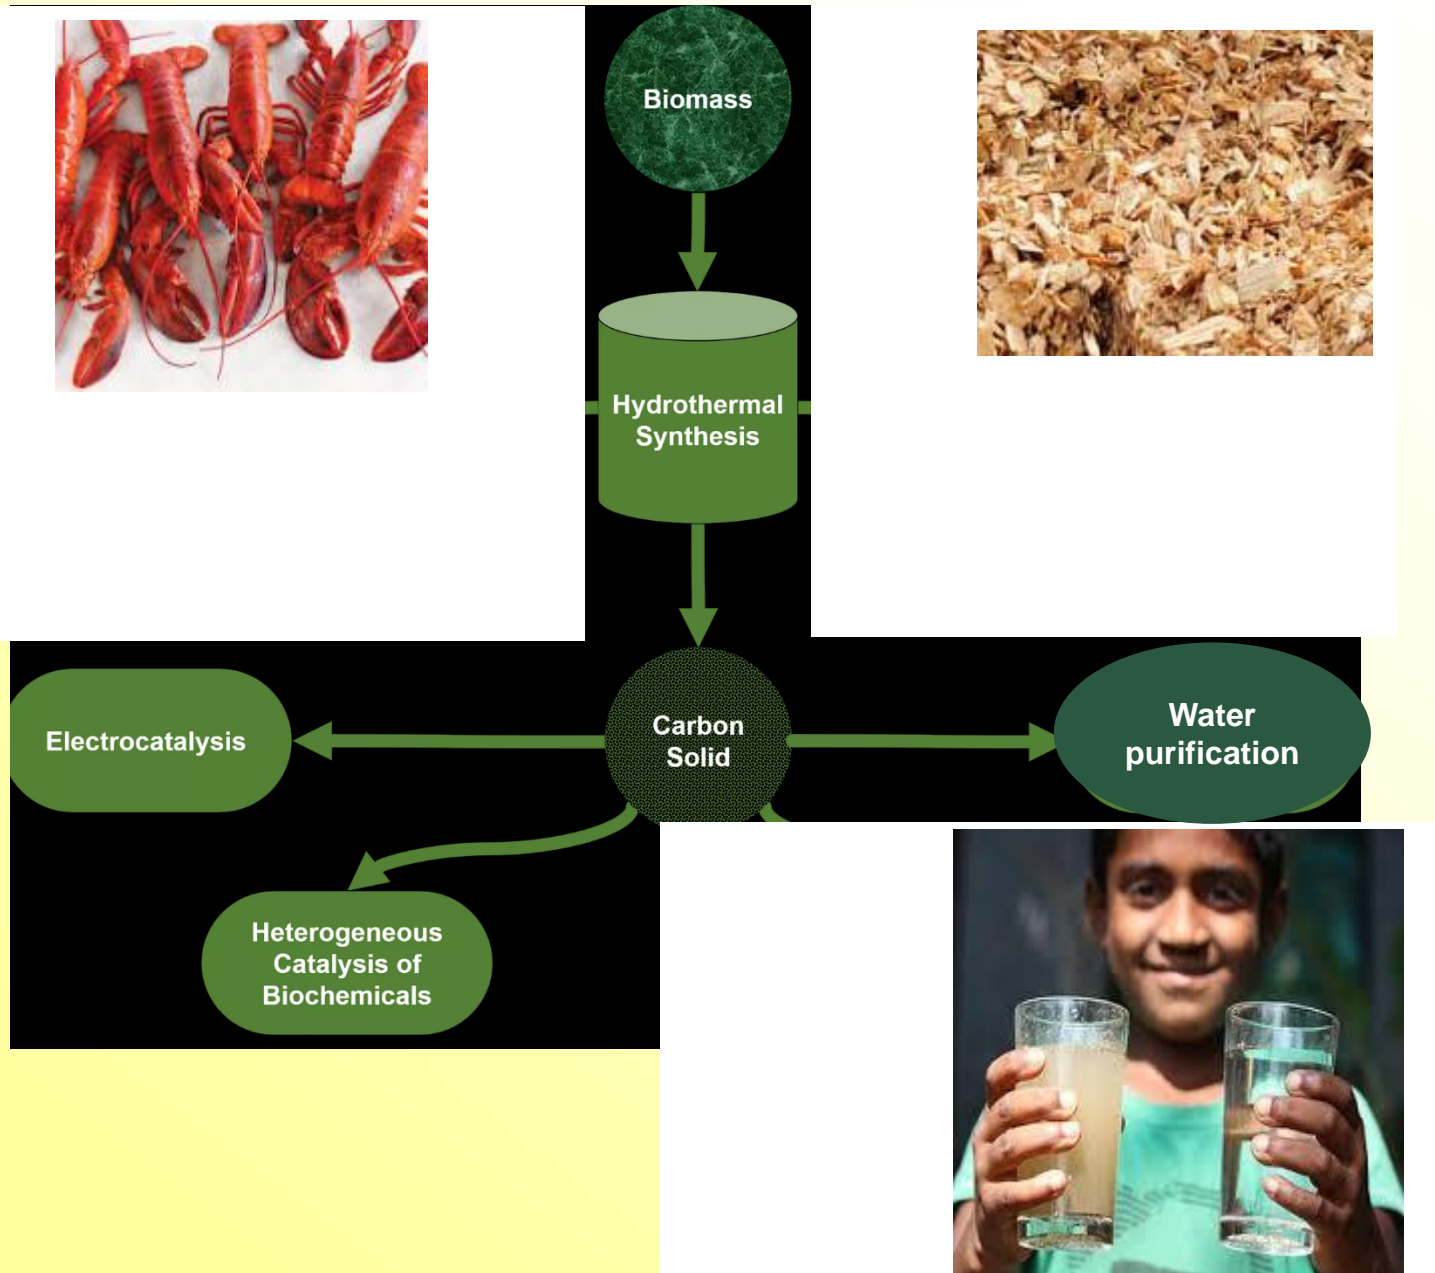 Biomass
Hydrothermal
Synthesis
Carbon
Solid
Electrocatalysis
Water
purification
Heterogeneous
Catalysis of
Biochemicals